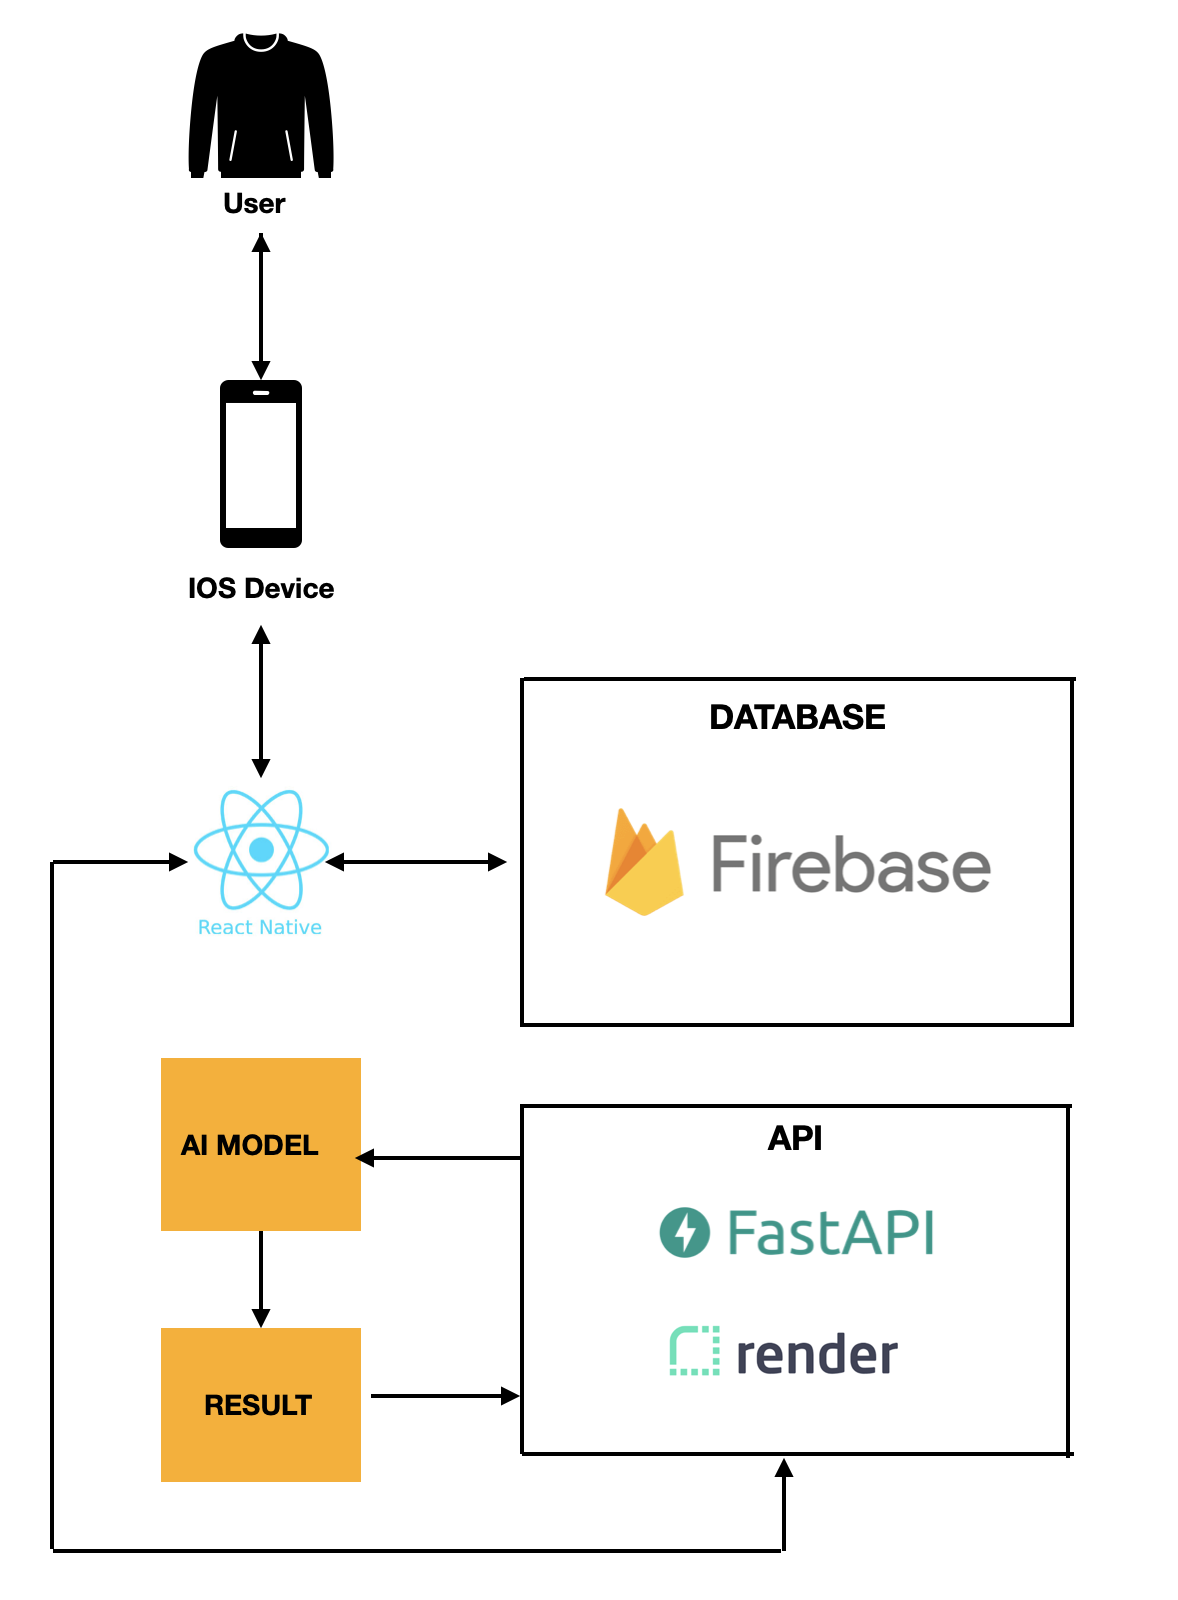 User
IOS Device
DATABASE
Firebase
React Native
AI MODEL
API
FastAPI
render
RESULT